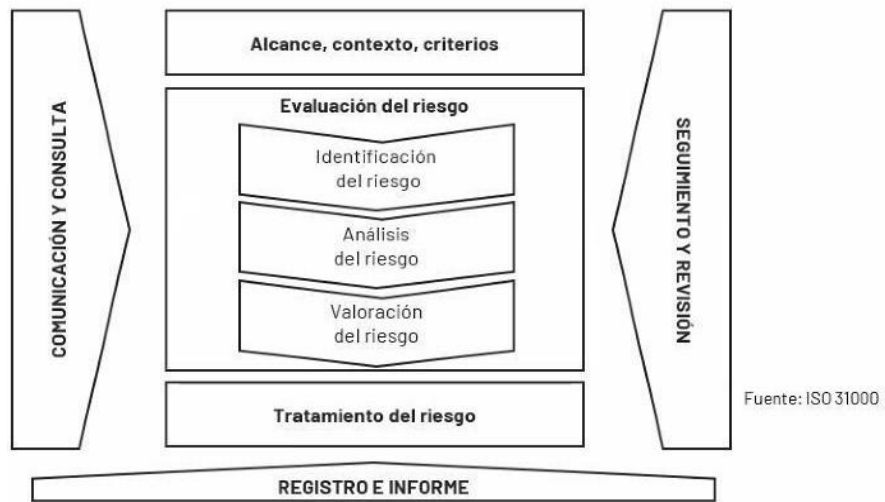 Alcance, contexto, criterios
COMUNICACIÓN Y CONSULTA
Evaluación del riesgo
Identificación
del riesgo
Análisis
del riesgo
Valoración
del riesgo
SEGUIMIENTO Y REVISIÓN
Tratamiento del riesgo
Fuente: ISO 31000
REGISTRO E INFORME